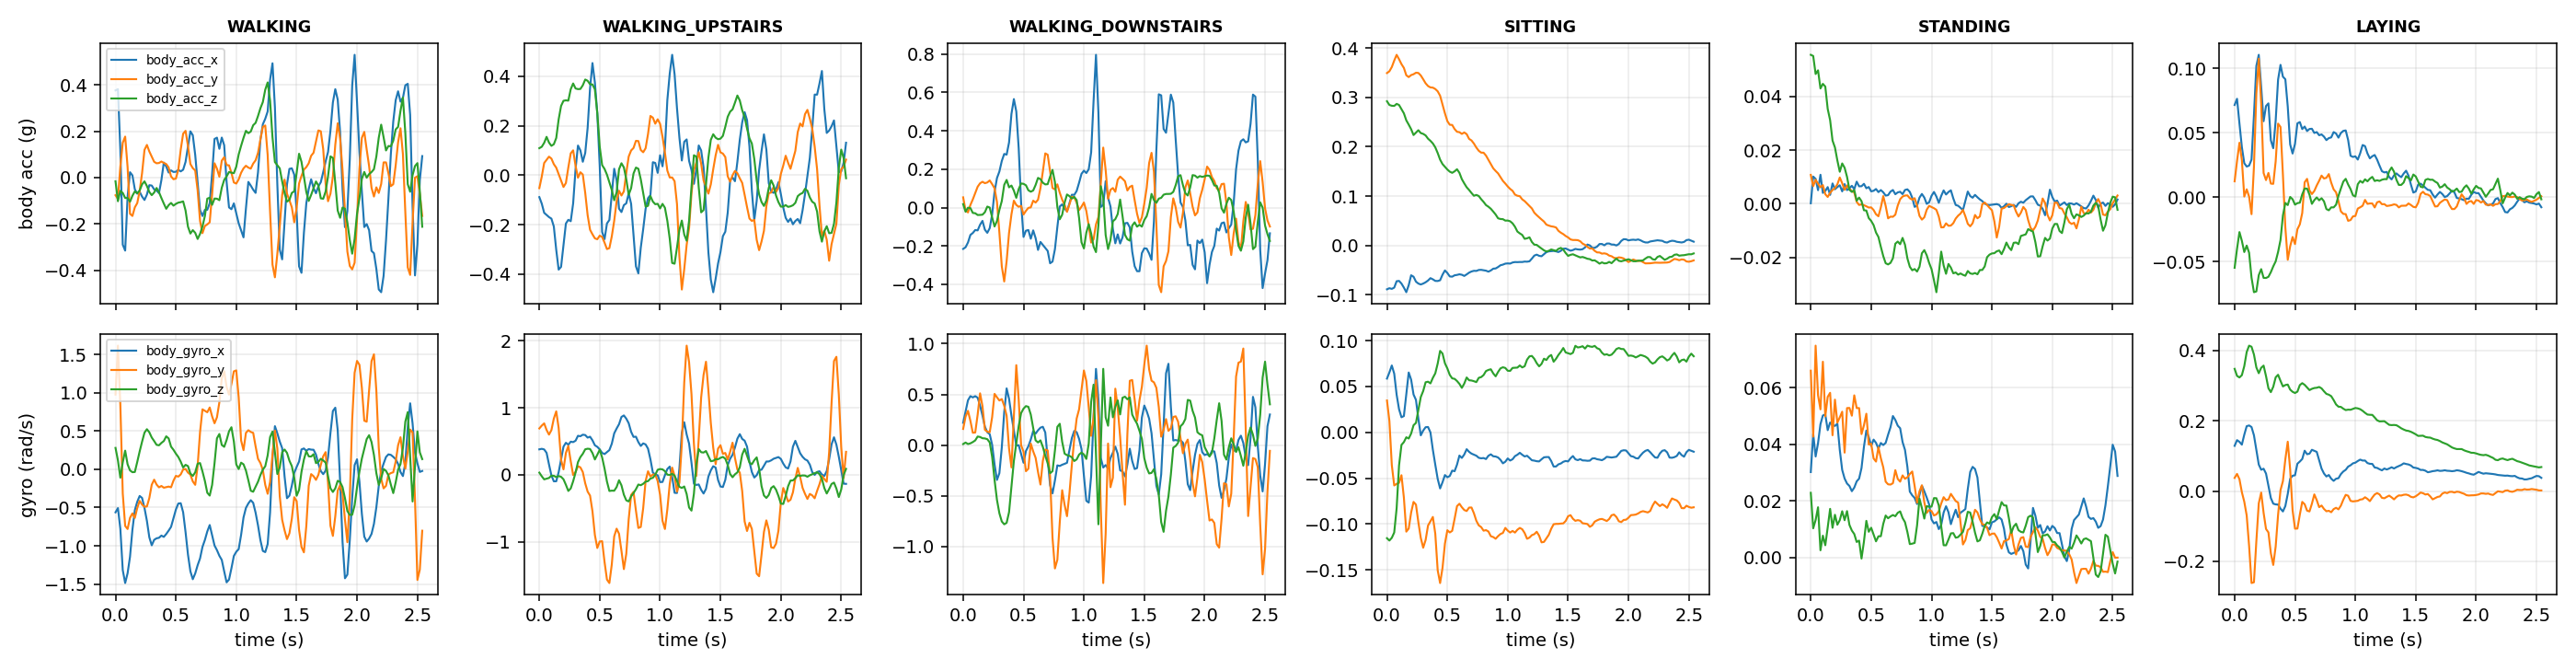 WALKING
WALKING_UPSTAIRS
WALKING_DOWNSTAIRS
SITTING
STANDING
LAYING
body acc (g)
0.4
0.2
0.0
−0.2
−0.4
body_acc_x
body_acc_y
body_acc_z
0.4
0.2
0.0
−0.2
−0.4
0.8
0.6
0.4
0.2
0.0
−0.2
−0.4
0.4
0.3
0.2
0.1
0.0
−0.1
0.04
0.02
0.00
−0.02
0.10
0.05
0.00
−0.05
gyro (rad/s)
1.5
1.0
0.5
0.0
−0.5
−1.0
−1.5
body_gyro_x
body_gyro_y
body_gyro_z
0.0 0.5 1.0 1.5 2.0 2.5
time (s)
2
1
0
−1
0.0 0.5 1.0 1.5 2.0 2.5
time (s)
1.0
0.5
0.0
−0.5
−1.0
0.0 0.5 1.0 1.5 2.0 2.5
time (s)
0.10
0.05
0.00
−0.05
−0.10
−0.15
0.0 0.5 1.0 1.5 2.0 2.5
time (s)
0.06
0.04
0.02
0.00
0.0 0.5 1.0 1.5 2.0 2.5
time (s)
0.4
0.2
0.0
−0.2
0.0 0.5 1.0 1.5 2.0 2.5
time (s)